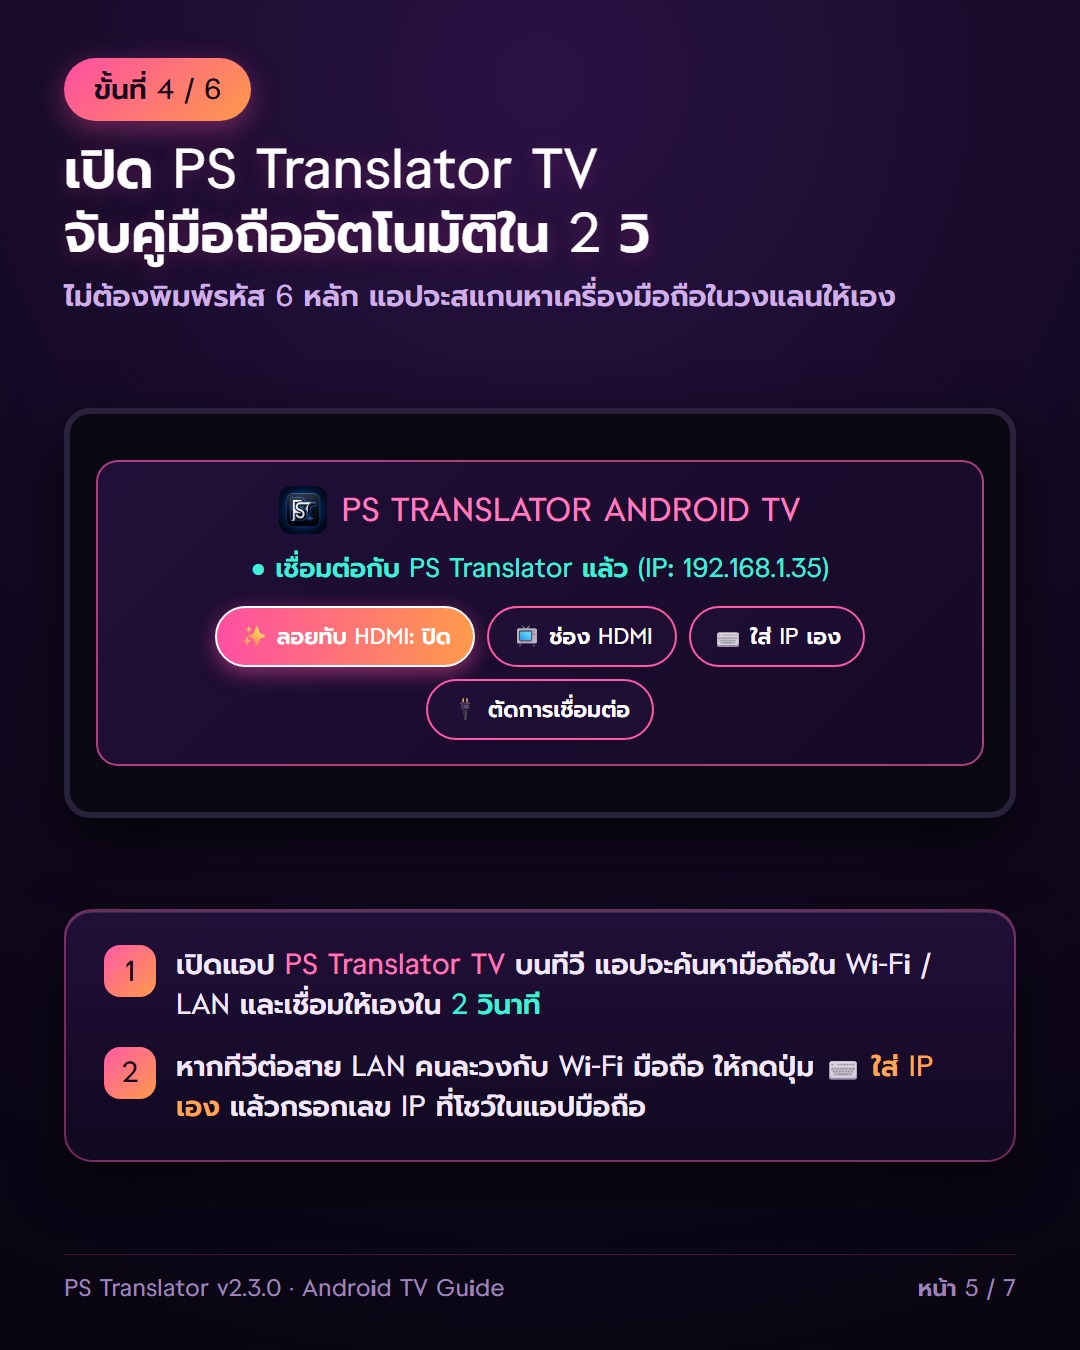 ขั้นที่ 4 / 6
เปิด PS Translator TV
จับคู่มือถืออัตโนมัติใน 2 วิ
ไม่ต้องพิมพ์รหัส 6 หลัก แอปจะสแกนหาเครื่องมือถือในวงแลนให้เอง
PS TRANSLATOR ANDROID TV
● เชื่อมต่อกับ PS Translator แล้ว (IP: 192.168.1.35)
✨ ลอยทับ HDMI: ปิด
📺 ช่อง HDMI
⌨️ ใส่ IP เอง
🔌 ตัดการเชื่อมต่อ
1 เปิดแอป PS Translator TV บนทีวี แอปจะค้นหามือถือใน Wi-Fi /
LAN และเชื่อมให้เองใน 2 วินาที
2 หากทีวีต่อสาย LAN คนละวงกับ Wi-Fi มือถือ ให้กดปุ่ม ⌨️ ใส่ IP
เอง แล้วกรอกเลข IP ที่โชว์ในแอปมือถือ
PS Translator v2.3.0 · Android TV Guide
หน้า 5 / 7